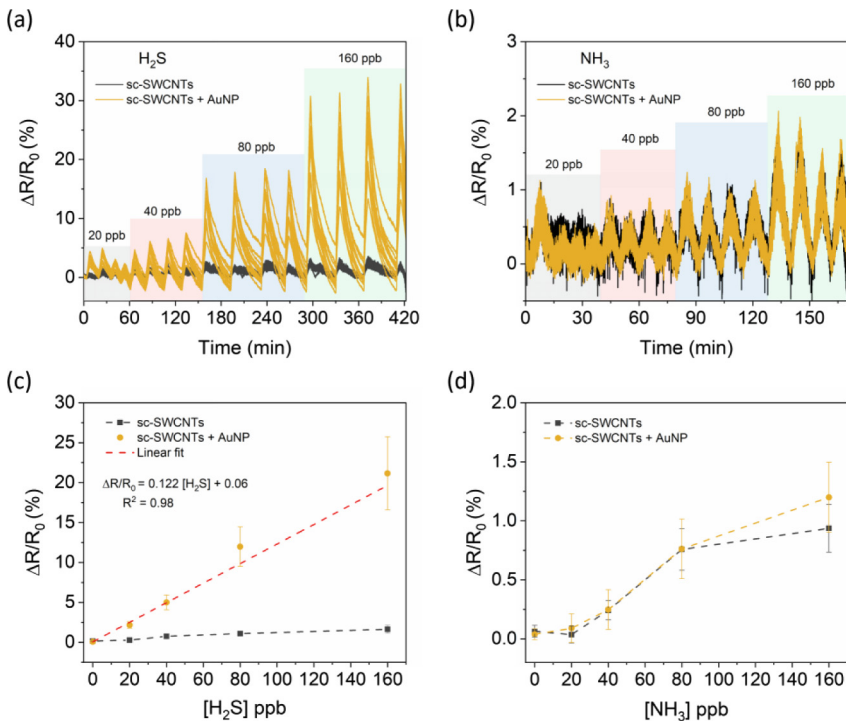 (a)
H₂S
sc-SWCNTs
sc-SWCNTs + AuNP
20 ppb
40 ppb
80 ppb
160 ppb
ΔR/R₀ (%)
40
30
20
10
0
0 60 120 180 240 300 360 420
Time (min)
(b)
NH₃
sc-SWCNTs
sc-SWCNTs + AuNP
20 ppb
40 ppb
80 ppb
160 ppb
ΔR/R₀ (%)
3
2
1
0
0 30 60 90 120 150
Time (min)
(c)
sc-SWCNTs
sc-SWCNTs + AuNP
Linear fit
ΔR/R₀ = 0.122 [H₂S] + 0.06
R² = 0.98
ΔR/R₀ (%)
30
25
20
15
10
5
0
0 20 40 60 80 100 120 140 160
[H₂S] ppb
(d)
sc-SWCNTs
sc-SWCNTs + AuNP
ΔR/R₀ (%)
2.0
1.5
1.0
0.5
0.0
0 20 40 60 80 100 120 140 160
[NH₃] ppb